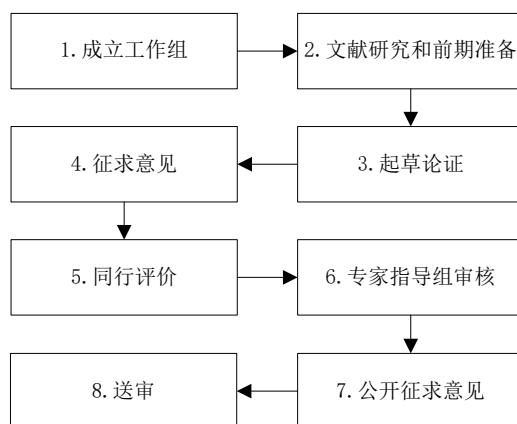 1.成立工作组
2.文献研究和前期准备
3.起草论证
4.征求意见
5.同行评价
6.专家指导组审核
7.公开征求意见
8.送审